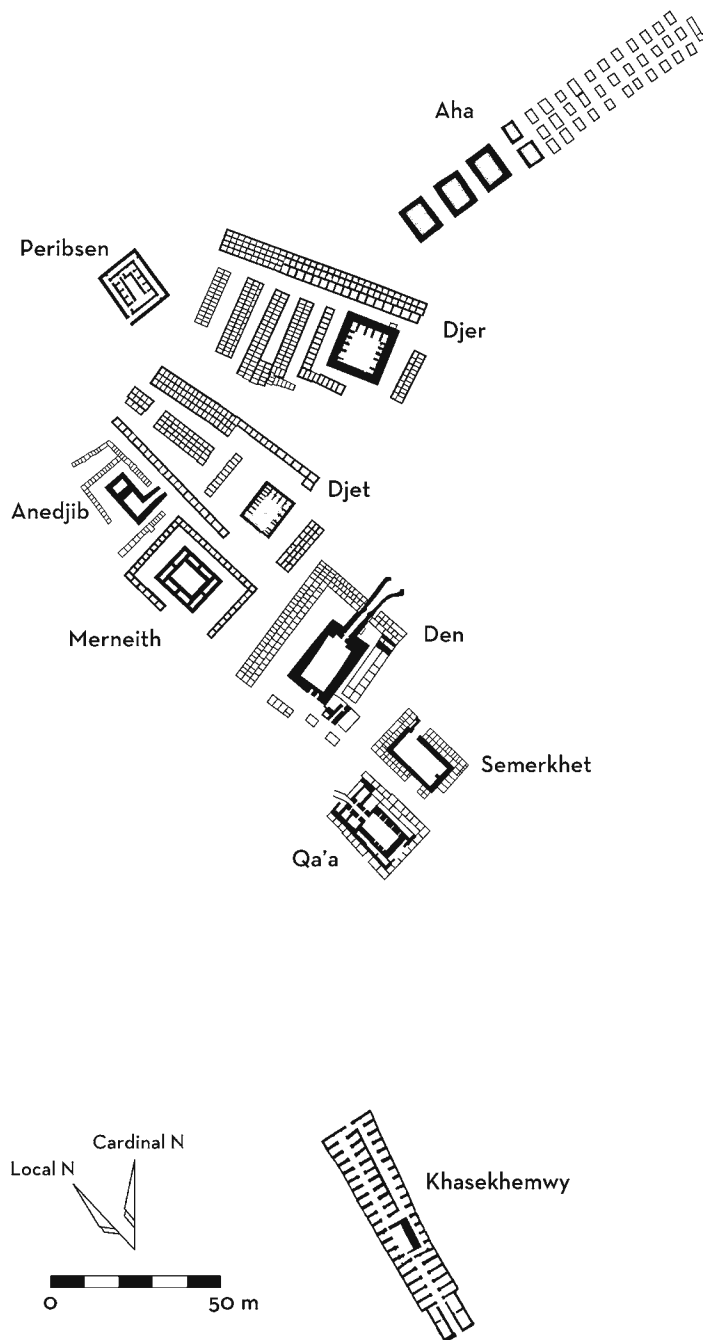 Aha
Peribsen
Djer
Djet
Anedjib
Merneith
Den
Semerkhet
Qa'a
Cardinal N
Local N
Khasekhemwy
0 50 m